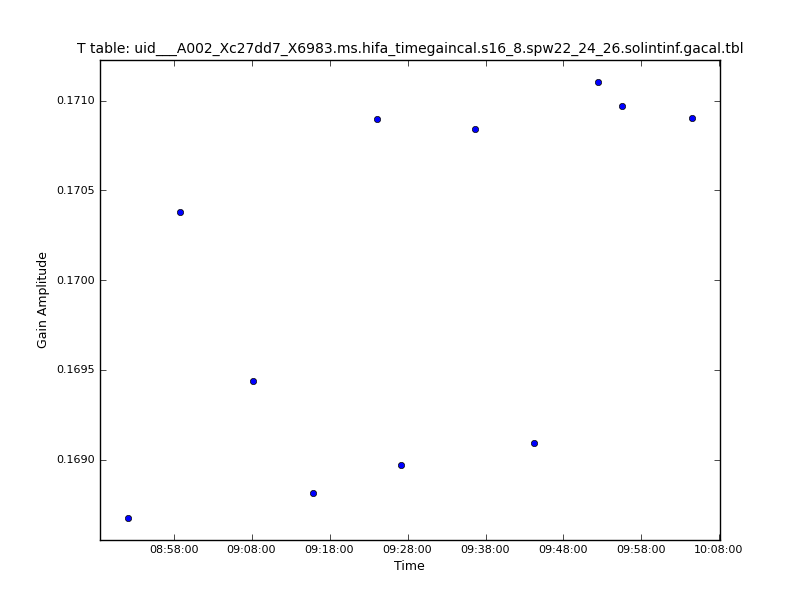 T table: uid___A002_Xc27dd7_X6983.ms.hifa_timegaincal.s16_8.spw22_24_26.solintinf.gacal.tbl
0.1710
0.1705
0.1700
0.1695
0.1690
Gain Amplitude
08:58:00 09:08:00 09:18:00 09:28:00 09:38:00 09:48:00 09:58:00 10:08:00
Time